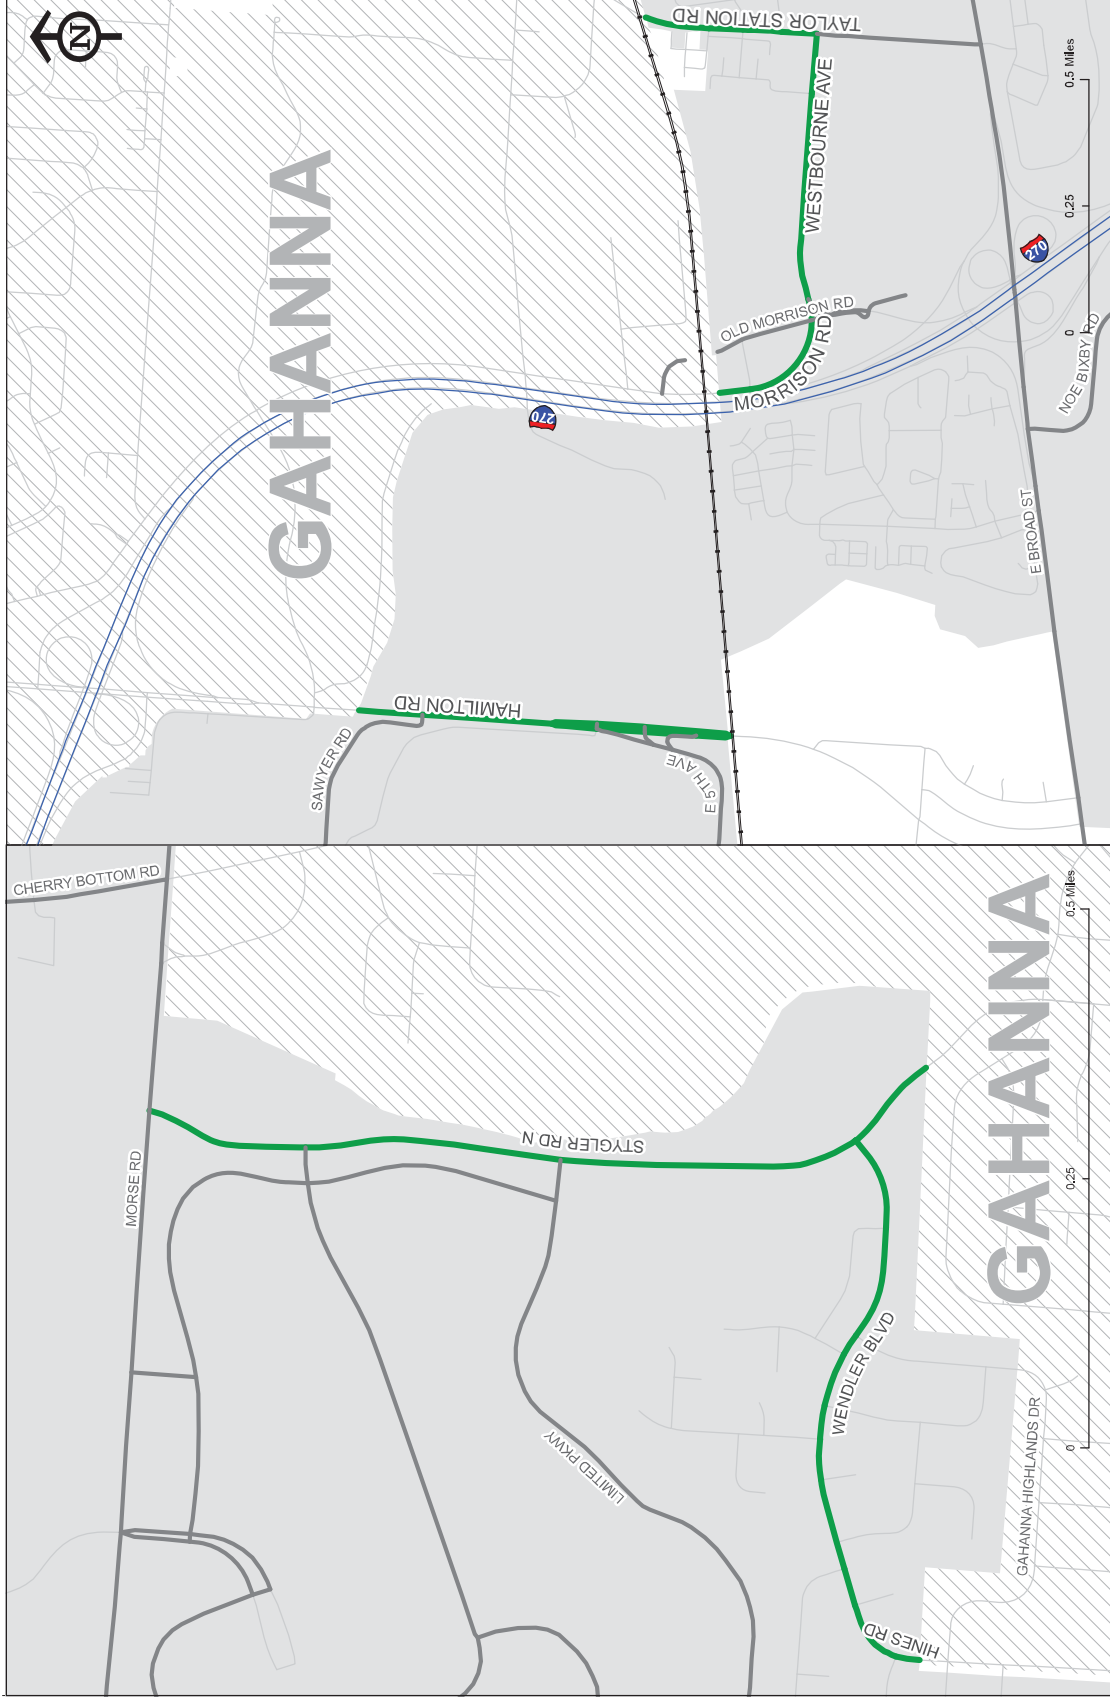 N
TAYLOR STATION RD
WESTBOURNE AVE
GAHANNA
OLD MORRISON RD
MORRISON RD
270
270
NOE BIXBY RD
E BROAD ST
HAMILTON RD
SAWYER RD
E 5TH AVE
0
0.25
0.5 Miles
CHERRY BOTTOM RD
MORSE RD
STYGLER RD N
GAHANNA
LIMITED PKWY
WENDLER BLVD
GAHANNA HIGHLANDS DR
HINES RD
0
0.25
0.5 Miles